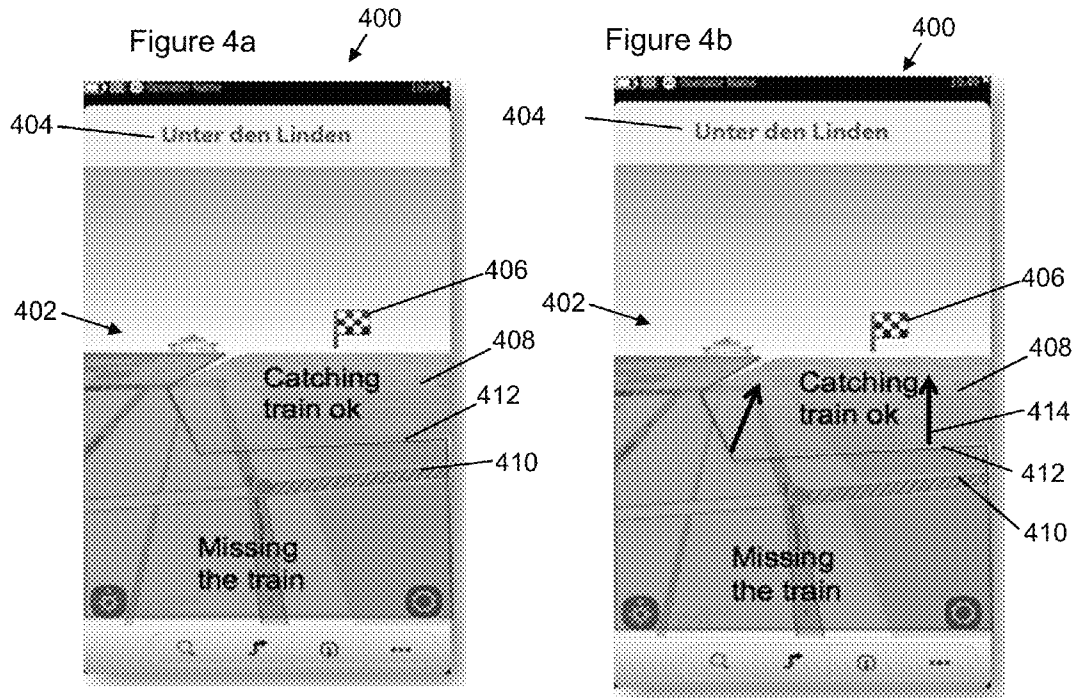 Figure 4a
400
404
Unter den Linden
406
402
408
Catching
train ok
412
410
Missing
the train
Figure 4b
400
404
Unter den Linden
406
402
408
Catching
train ok
414
412
410
Missing
the train